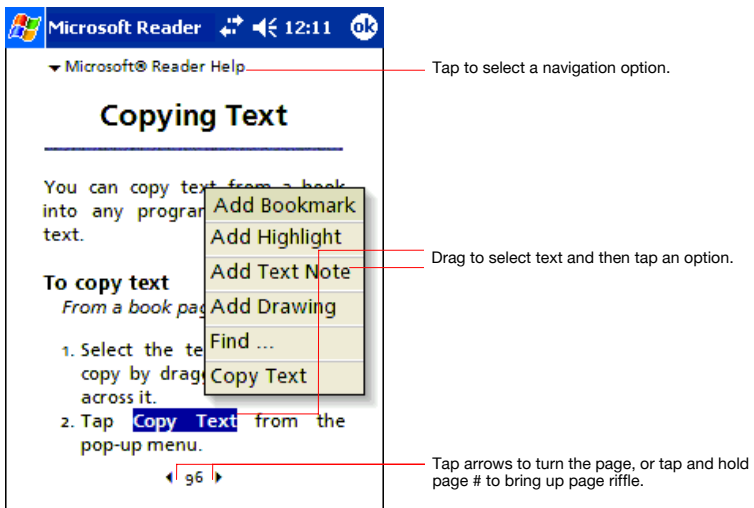 Microsoft Reader 12:11 ok
Microsoft® Reader Help
Tap to select a navigation option.
Copying Text
You can copy text from a book
into any program
text.
Add Bookmark
Add Highlight
Add Text Note
Add Drawing
Find ...
Copy Text
Drag to select text and then tap an option.
To copy text
From a book pag
1. Select the te
copy by dragg
across it.
2. Tap Copy Text from the
pop-up menu.
96
Tap arrows to turn the page, or tap and hold
page # to bring up page riffle.